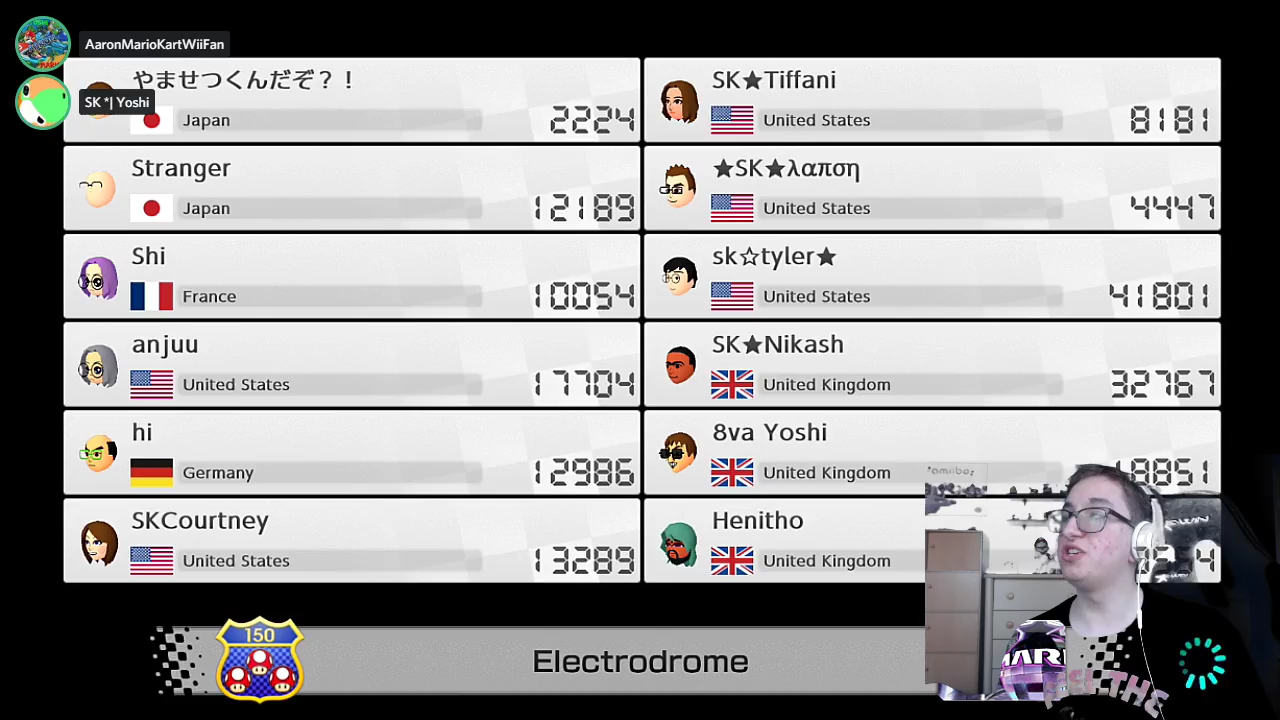 AaronMarioKartWiiFan
SK *| Yoshi
やませつくんだぞ？！
Japan
2224
Stranger
Japan
12189
Shi
France
10054
anjuu
United States
17704
hi
Germany
12986
SKCourtney
United States
13289
SK★Tiffani
United States
8181
★SK★λαπση
United States
4447
sk☆tyler★
United States
41801
SK★Nikash
United Kingdom
32767
8va Yoshi
United Kingdom
Henitho
United Kingdom
150
Electrodrome